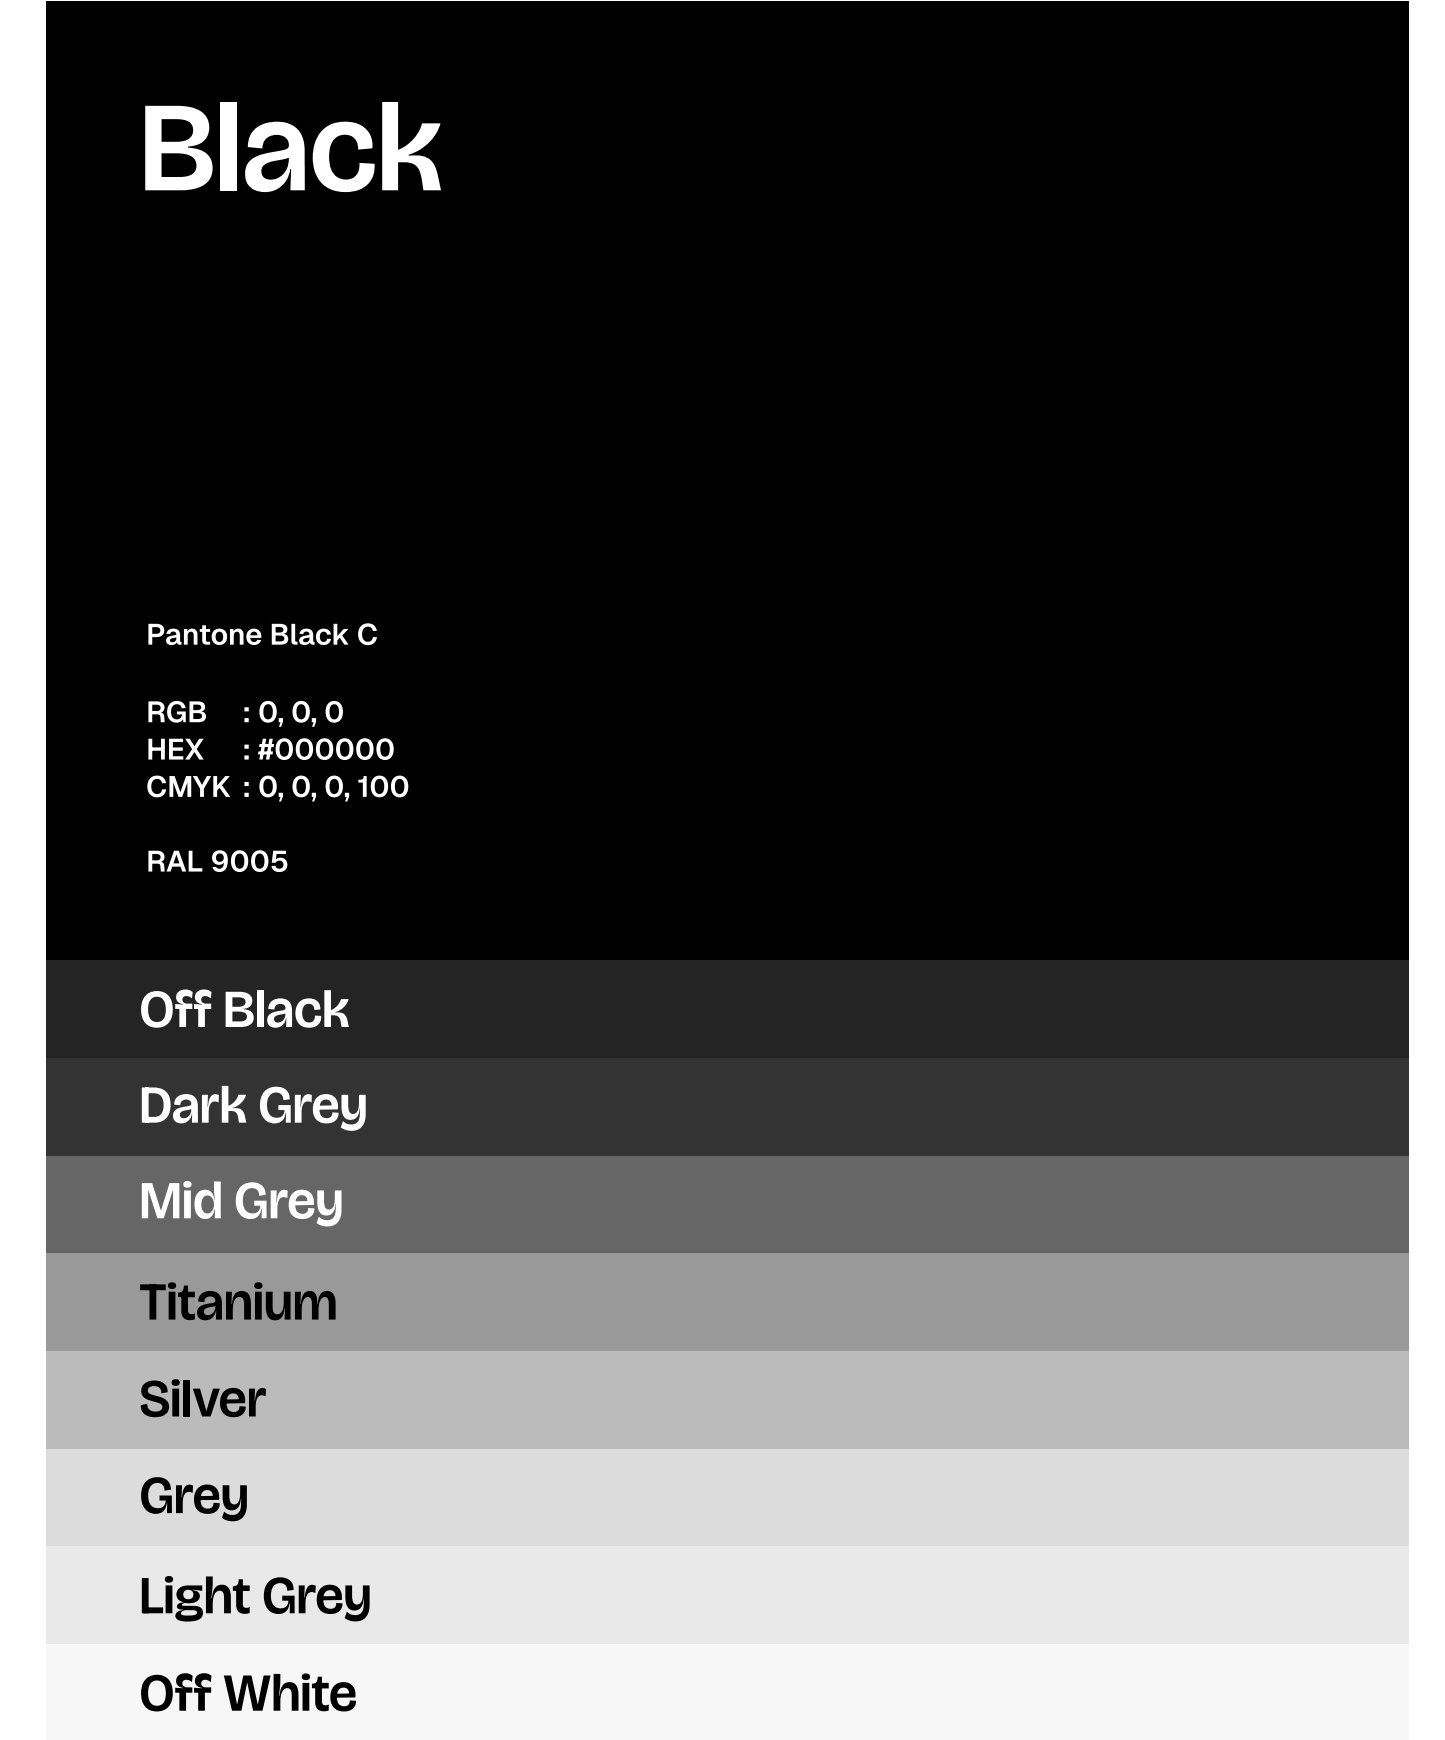 Black
Pantone Black C
RGB : 0, 0, 0
HEX : #000000
CMYK : 0, 0, 0, 100
RAL 9005
Off Black
Dark Grey
Mid Grey
Titanium
Silver
Grey
Light Grey
Off White